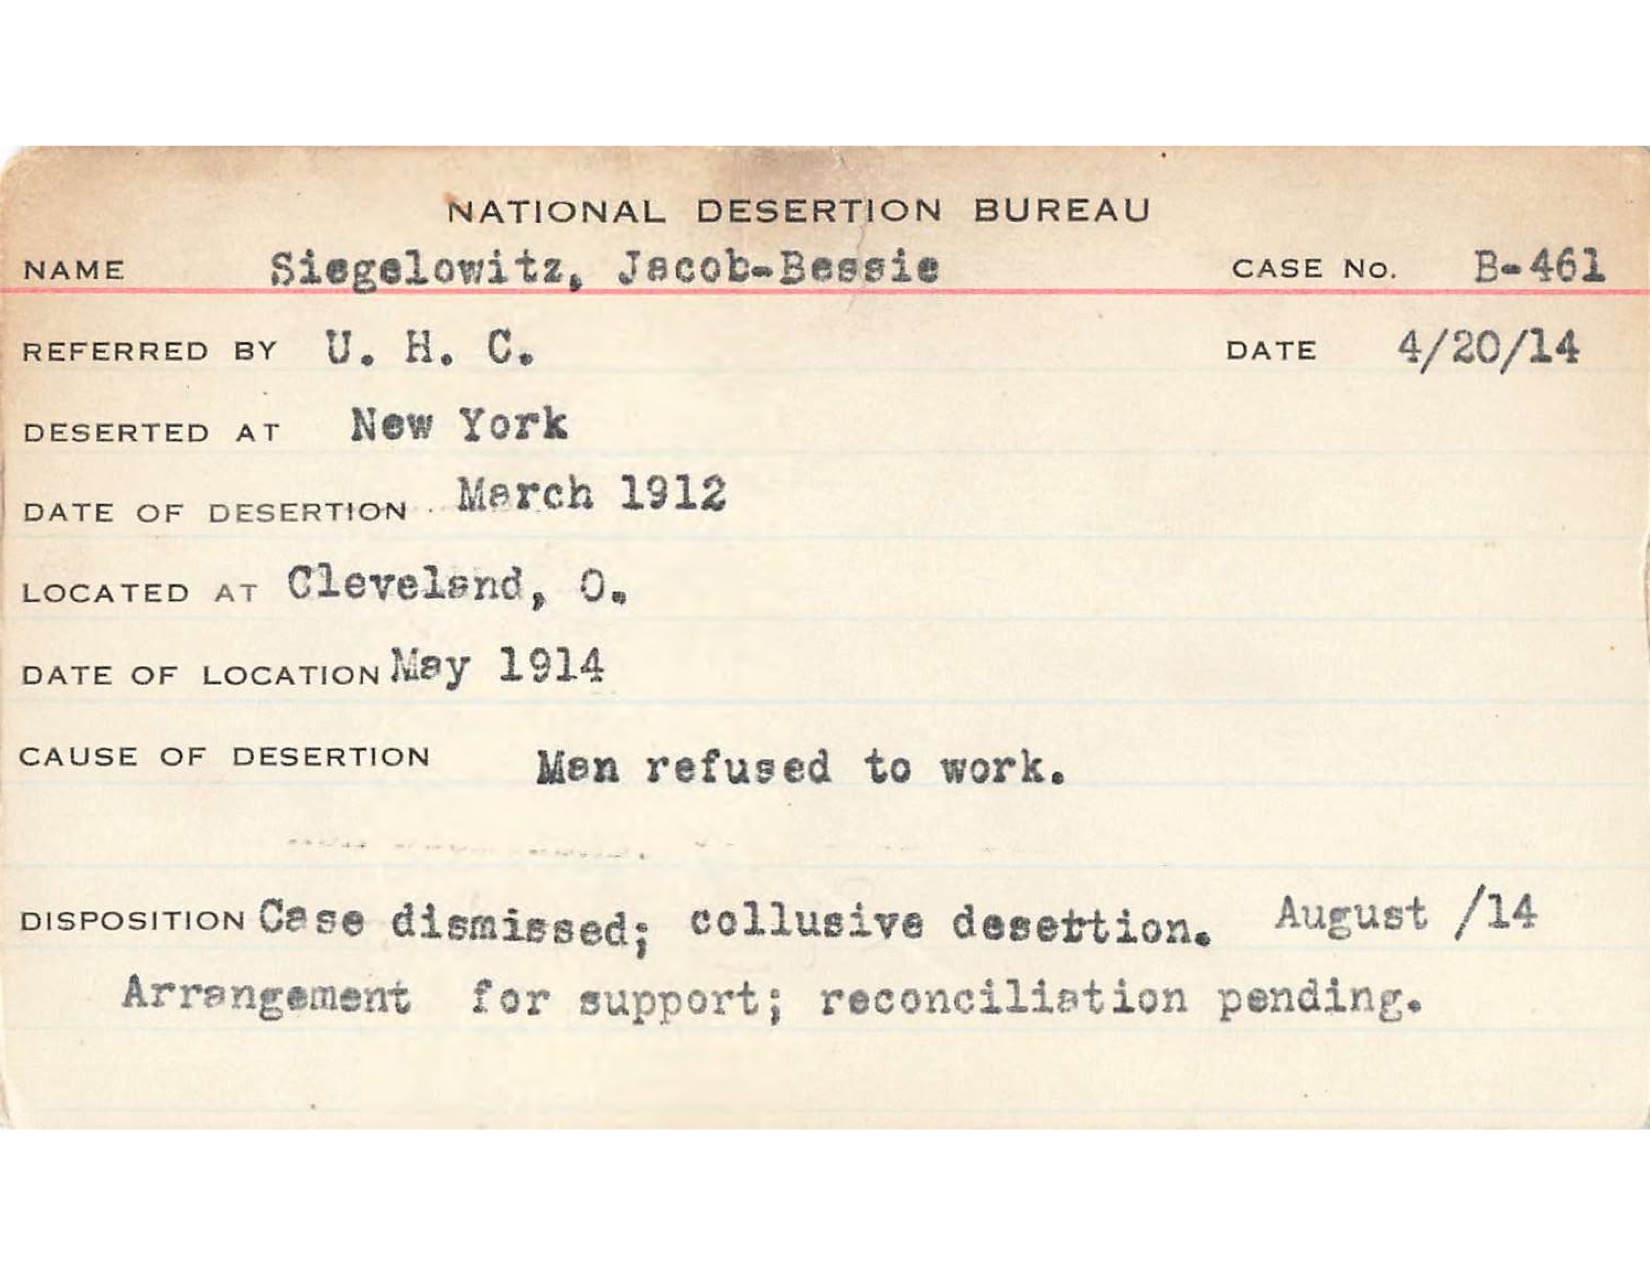 NATIONAL DESERTION BUREAU
NAME Siegelowitz, Jacob-Bessie CASE No. B-461
REFERRED BY U. H. C. DATE 4/20/14
DESERTED AT New York
DATE OF DESERTION March 1912
LOCATED AT Cleveland, O.
DATE OF LOCATION May 1914
CAUSE OF DESERTION Man refused to work.
DISPOSITION Case dismissed; collusive desettion. August /14
Arrangement for support; reconciliation pending.